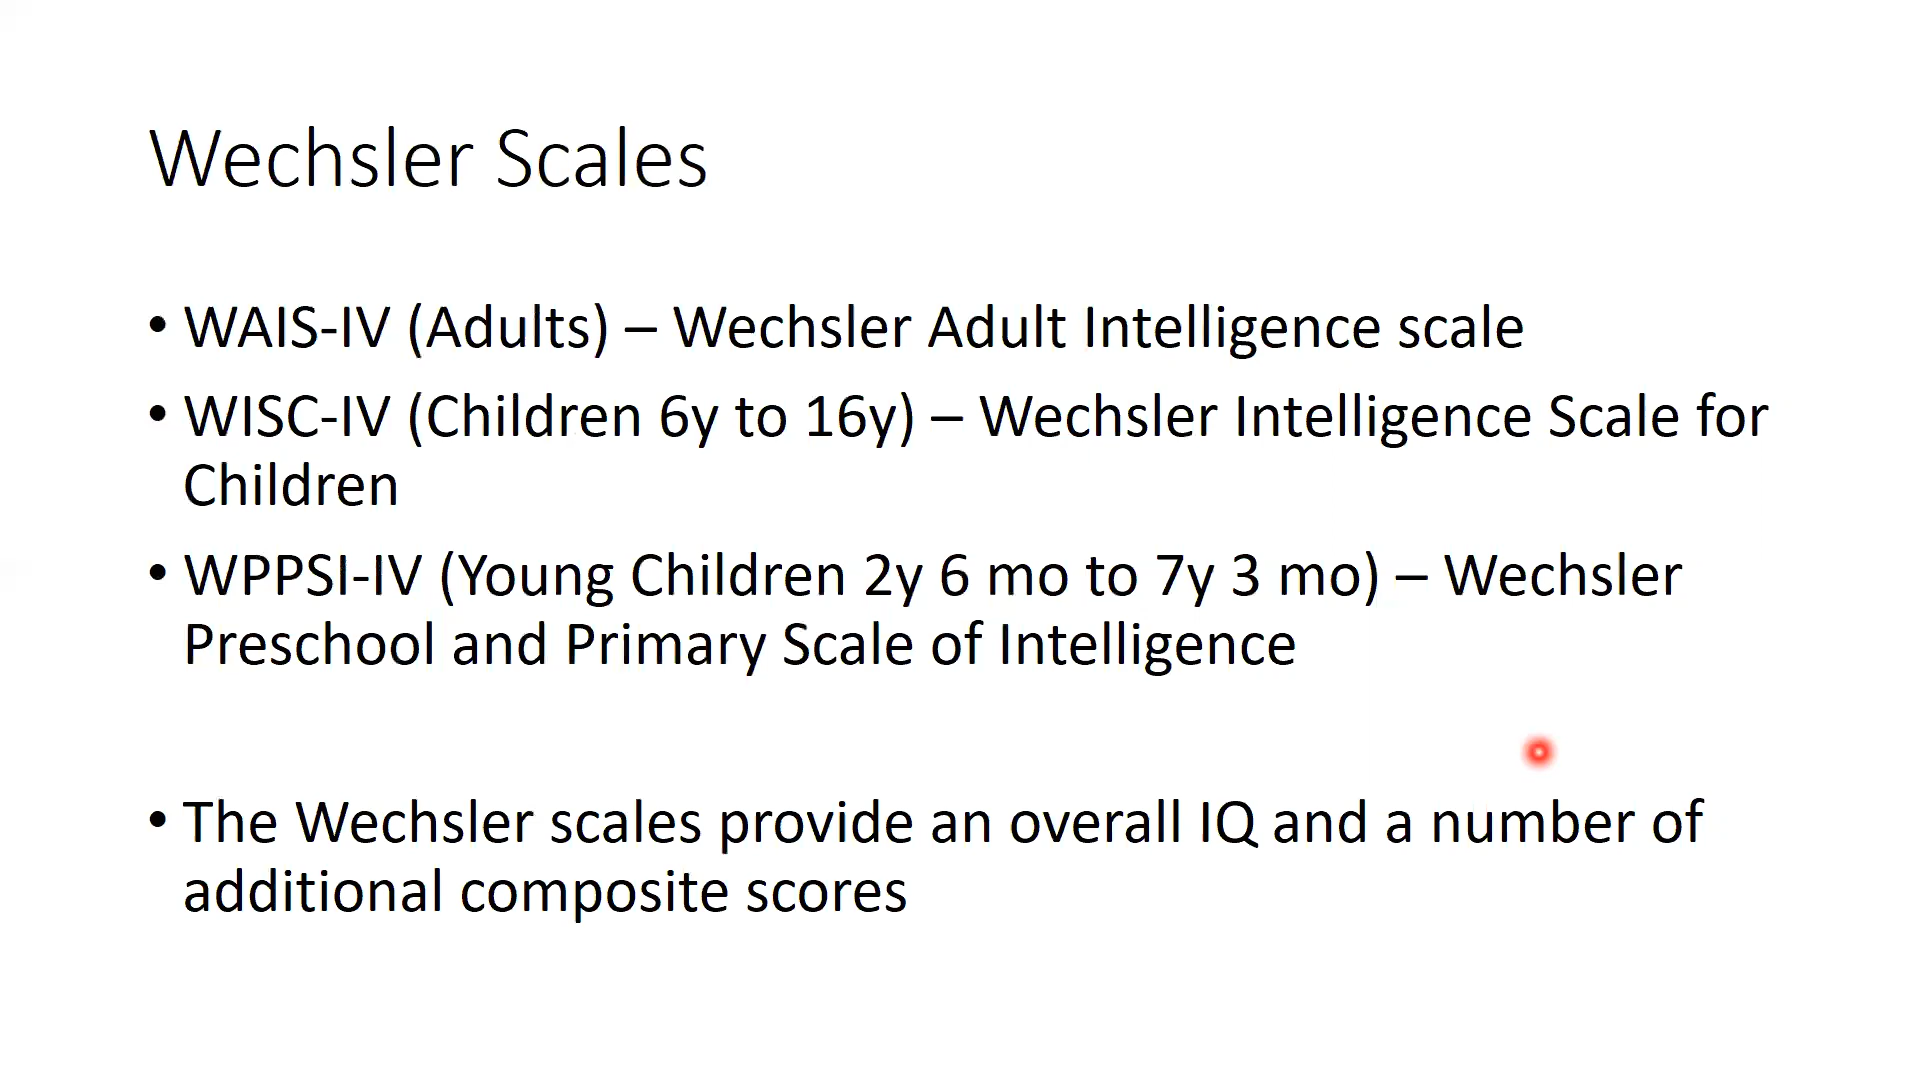 Wechsler Scales
• WAIS-IV (Adults) – Wechsler Adult Intelligence scale
• WISC-IV (Children 6y to 16y) – Wechsler Intelligence Scale for
Children
• WPPSI-IV (Young Children 2y 6 mo to 7y 3 mo) – Wechsler
Preschool and Primary Scale of Intelligence
• The Wechsler scales provide an overall IQ and a number of
additional composite scores